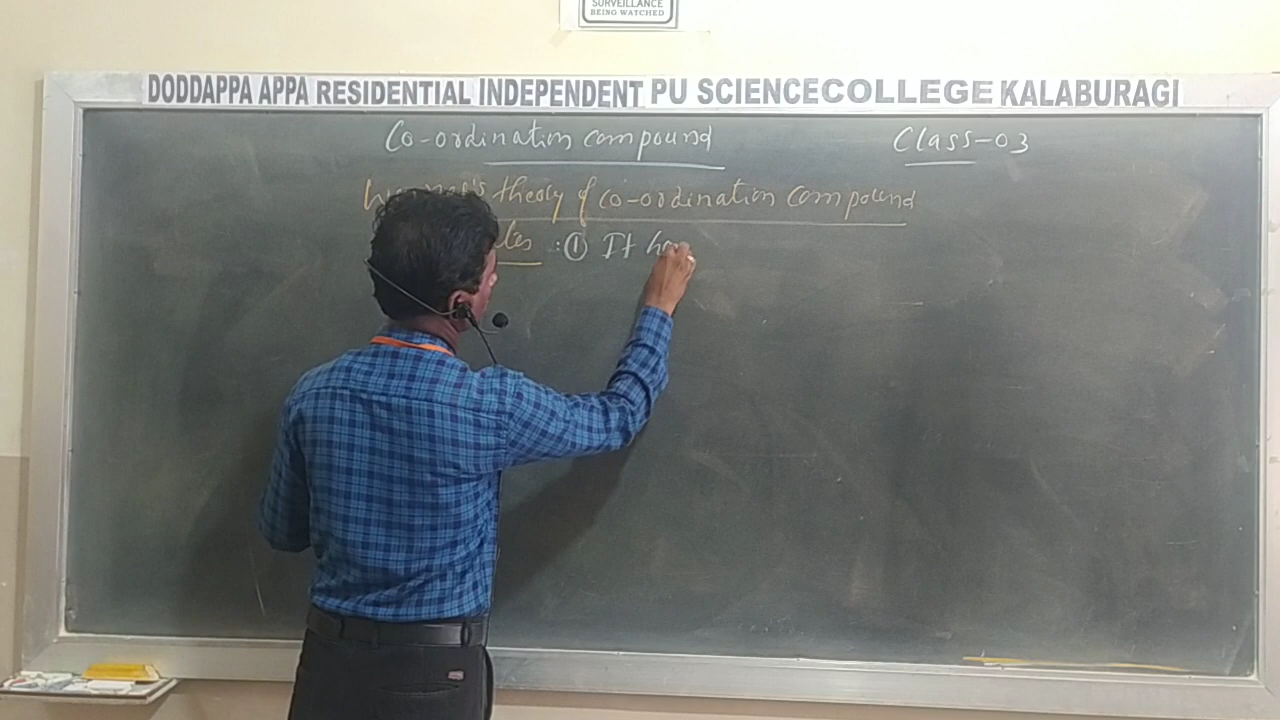 SURVEILLANCE
BEING WATCHED
DODDAPPA APPA RESIDENTIAL INDEPENDENT PU SCIENCECOLLEGE KALABURAGI
Co-ordination compound Class-03
theory of co-ordination compound
:① It ha